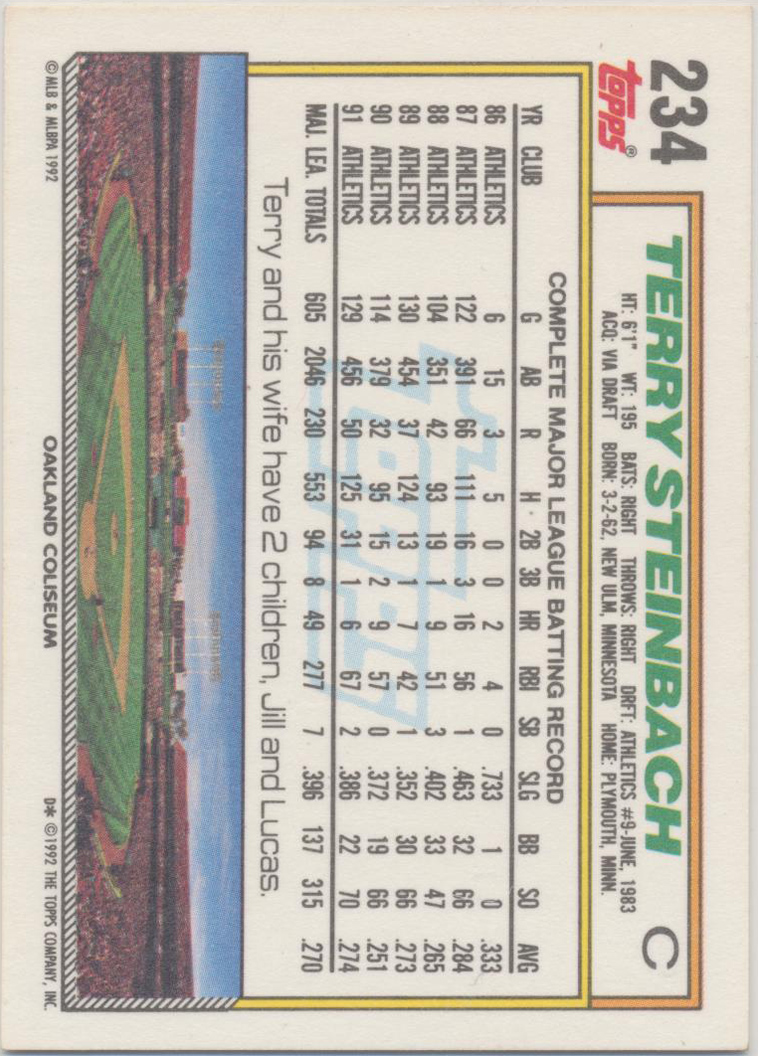 234
Topps®
TERRY STEINBACH C
HT: 6'1" WT: 195 BATS: RIGHT THROWS: RIGHT DRFT: ATHLETICS #9-JUNE, 1983
ACQ: VIA DRAFT BORN: 3-2-62, NEW ULM, MINNESOTA HOME: PLYMOUTH, MINN.
COMPLETE MAJOR LEAGUE BATTING RECORD
YR CLUB G AB R H 2B 3B HR RBI SB SLG BB SO AVG
86 ATHLETICS 6 15 3 5 0 0 2 4 0 .733 1 0 .333
87 ATHLETICS 122 391 66 111 16 3 16 56 1 .463 32 66 .284
88 ATHLETICS 104 351 42 93 19 1 9 51 3 .402 33 47 .265
89 ATHLETICS 130 454 37 124 13 1 7 42 1 .352 30 66 .273
90 ATHLETICS 114 379 32 95 15 2 9 57 0 .372 19 66 .251
91 ATHLETICS 129 456 50 125 31 1 6 67 2 .386 22 70 .274
MAJ. LEA. TOTALS 605 2046 230 553 94 8 49 277 7 .396 137 315 .270
Topps
Terry and his wife have 2 children, Jill and Lucas.
©MLB & MLBPA 1992 OAKLAND COLISEUM D* ©1992 THE TOPPS COMPANY, INC.